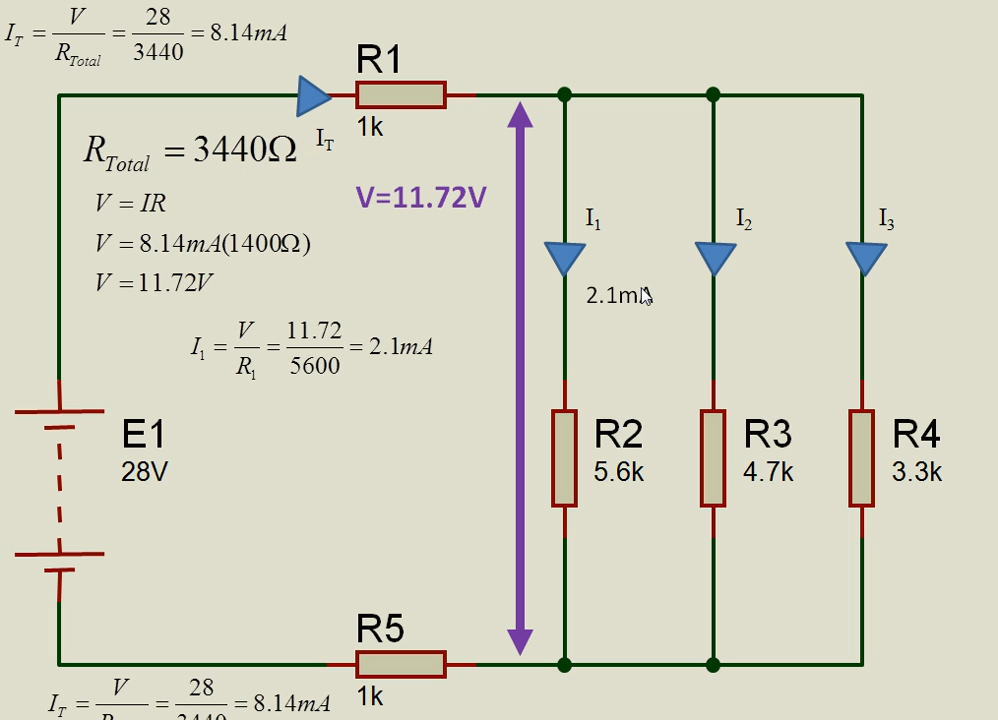 I_T = V / R_Total = 28 / 3440 = 8.14mA
R1
1k
I_T
R_Total = 3440Ω
V = IR
V = 8.14mA(1400Ω)
V = 11.72V
V=11.72V
I_1 = V / R_1 = 11.72 / 5600 = 2.1mA
I_1
I_2
I_3
2.1mA
E1
28V
R2
5.6k
R3
4.7k
R4
3.3k
R5
1k
I_T = V / R = 28 / 3440 = 8.14mA